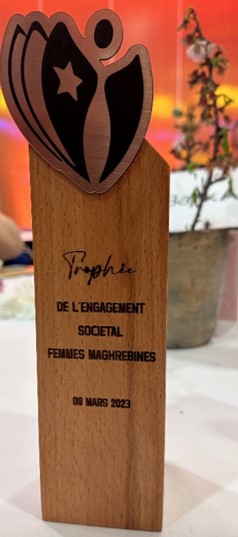 Trophée
DE L'ENGAGEMENT
SOCIETAL
FEMMES MAGHREBINES
08 MARS 2023